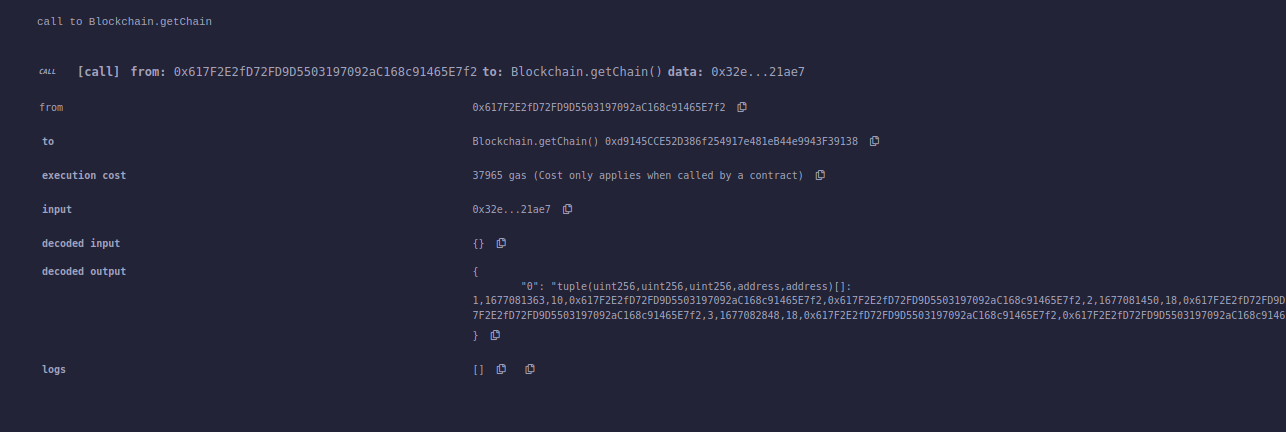 call to Blockchain.getChain
CALL [call] from: 0x617F2E2fD72FD9D5503197092aC168c91465E7f2 to: Blockchain.getChain() data: 0x32e...21ae7
from 0x617F2E2fD72FD9D5503197092aC168c91465E7f2
to Blockchain.getChain() 0xd9145CCE52D386f254917e481eB44e9943F39138
execution cost 37965 gas (Cost only applies when called by a contract)
input 0x32e...21ae7
decoded input {}
decoded output {
"0": "tuple(uint256,uint256,uint256,address,address)[]:
1,1677081363,10,0x617F2E2fD72FD9D5503197092aC168c91465E7f2,0x617F2E2fD72FD9D5503197092aC168c91465E7f2,2,1677081450,18,0x617F2E2fD72FD9D
7F2E2fD72FD9D5503197092aC168c91465E7f2,3,1677082848,18,0x617F2E2fD72FD9D5503197092aC168c91465E7f2,0x617F2E2fD72FD9D5503197092aC168c9146
}
logs []